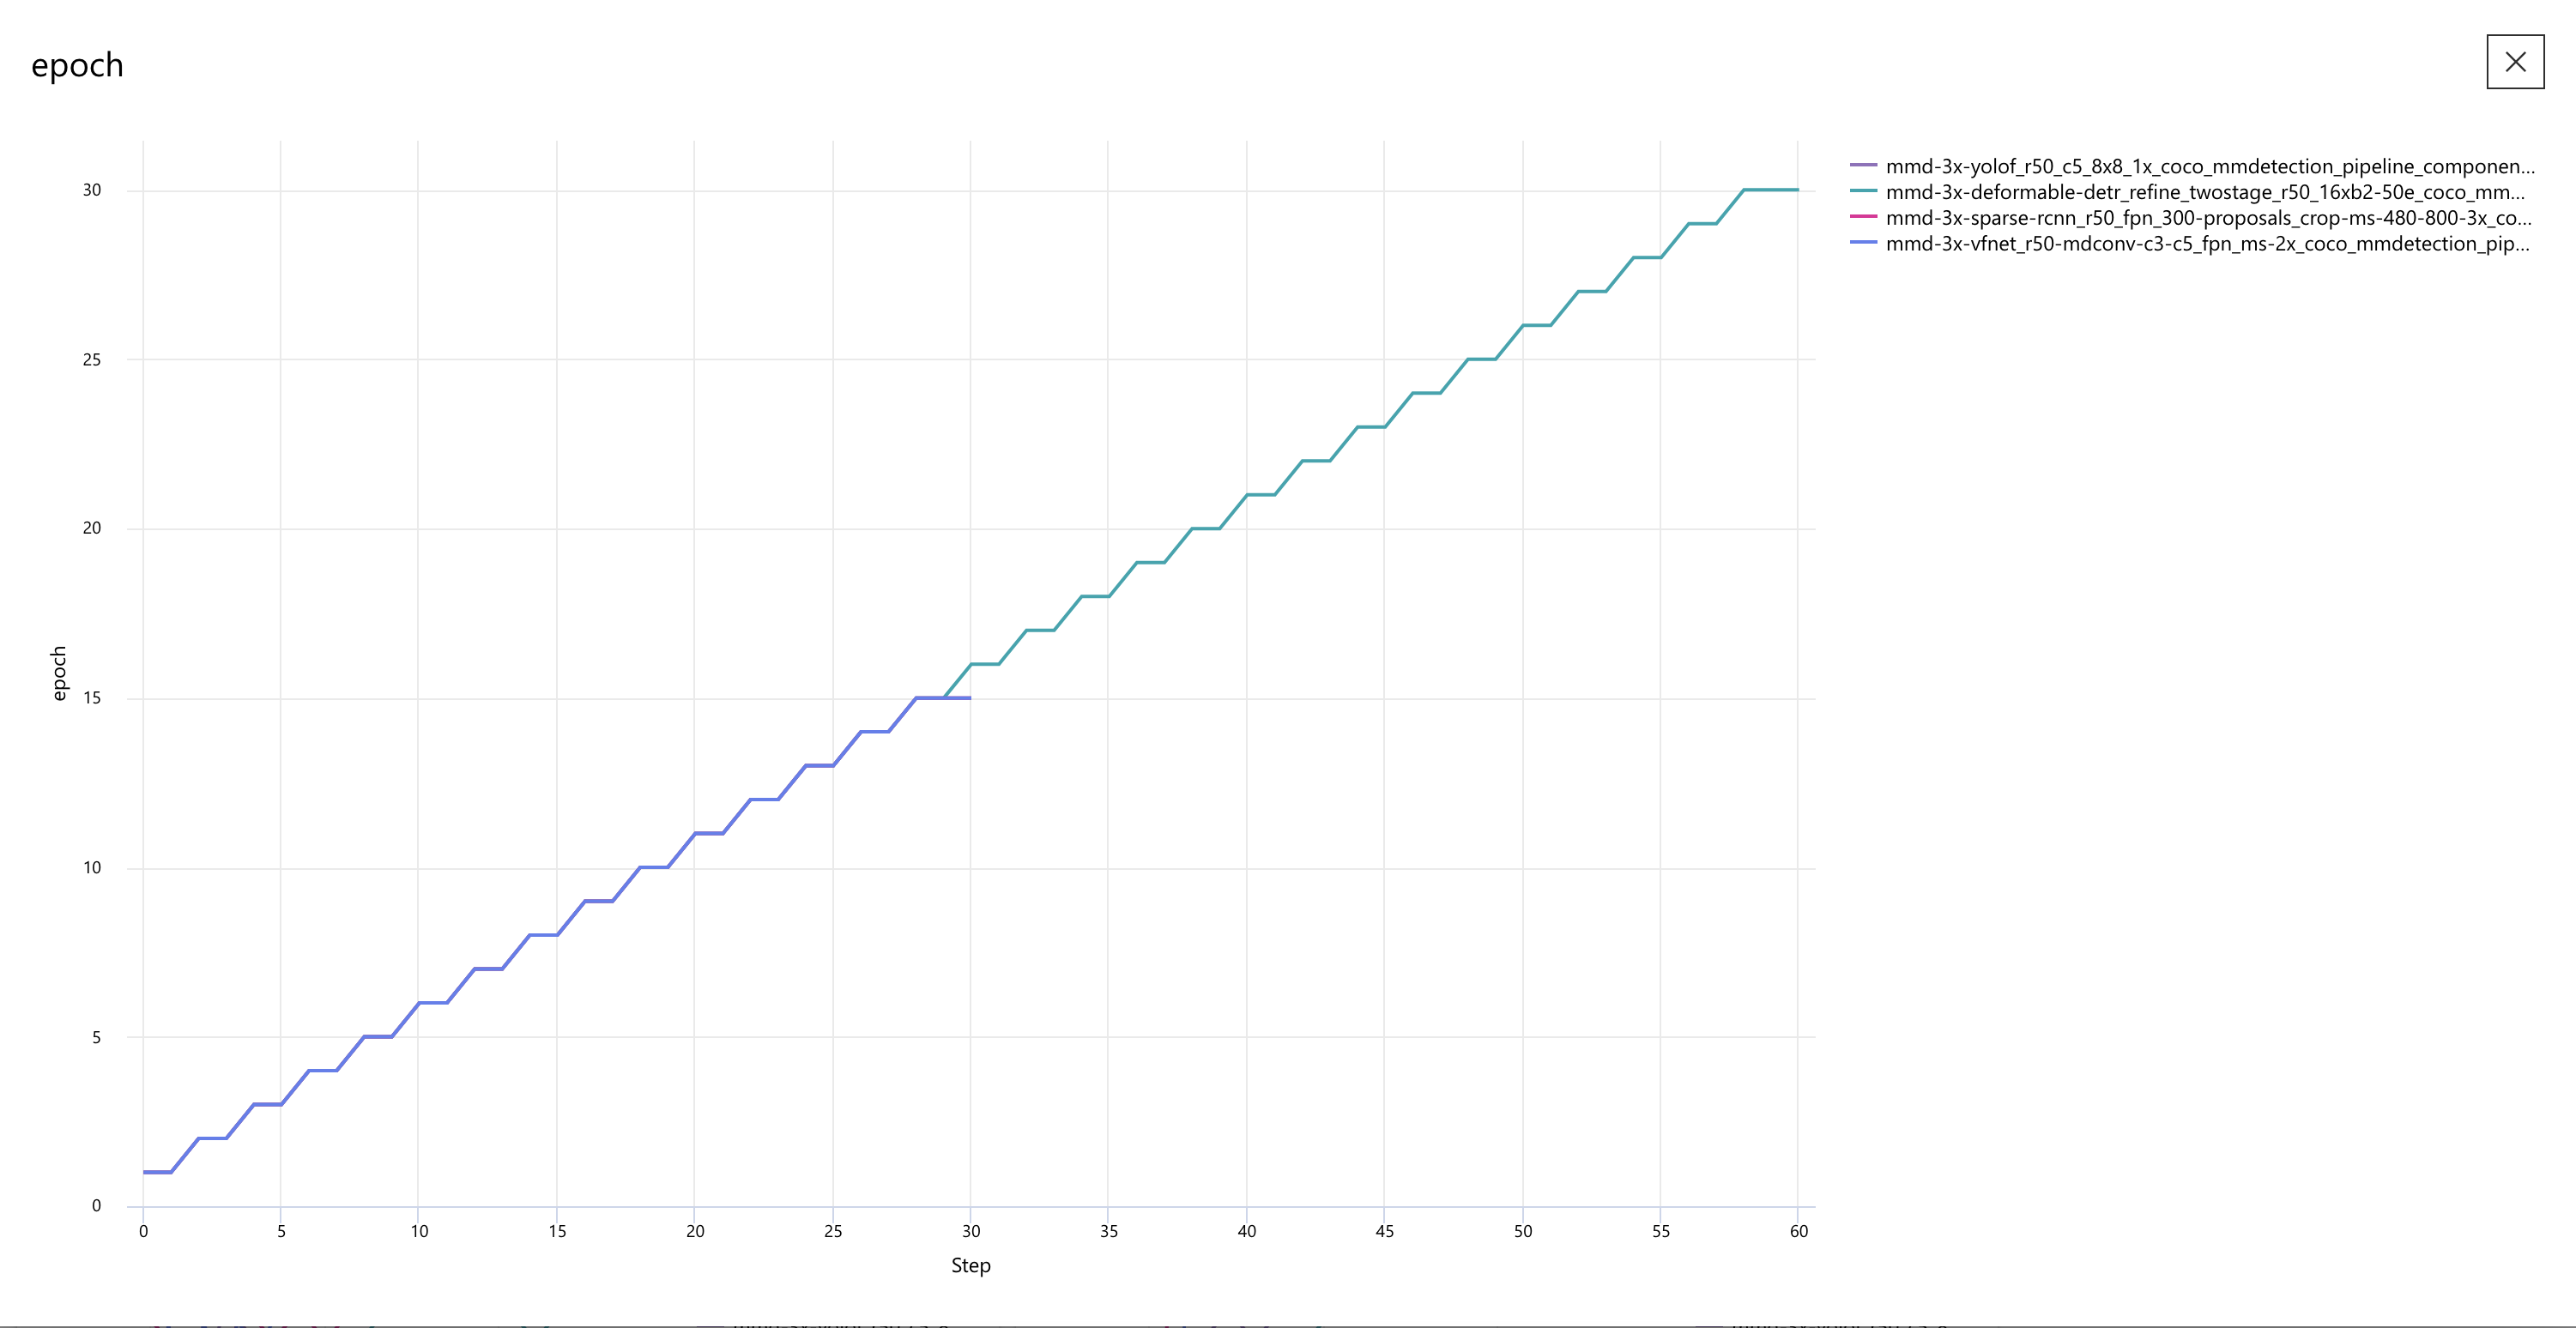 epoch
mmd-3x-yolof_r50_c5_8x8_1x_coco_mmdetection_pipeline_componen...
mmd-3x-deformable-detr_refine_twostage_r50_16xb2-50e_coco_mm...
mmd-3x-sparse-rcnn_r50_fpn_300-proposals_crop-ms-480-800-3x_co...
mmd-3x-vfnet_r50-mdconv-c3-c5_fpn_ms-2x_coco_mmdetection_pip...
30
25
20
15
10
5
0
epoch
0 5 10 15 20 25 30 35 40 45 50 55 60
Step